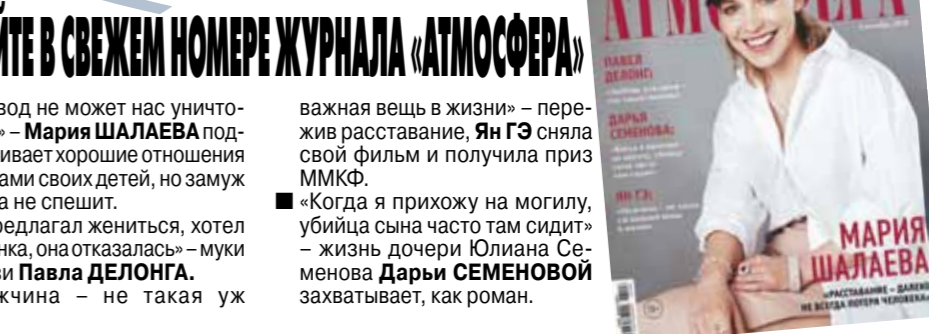 ЙТЕ В СВЕЖЕМ НОМЕРЕ ЖУРНАЛА «АТМОСФЕРА»
вод не может нас уничто-
» – Мария ШАЛАЕВА под-
ивает хорошие отношения
ами своих детей, но замуж
а не спешит.
редлагал жениться, хотел
нка, она отказалась» – муки
ви Павла ДЕЛОНГА.
жчина – не такая уж
важная вещь в жизни» – пере-
жив расставание, Ян ГЭ сняла
свой фильм и получила приз
ММКФ.
■ «Когда я прихожу на могилу,
убийца сына часто там сидит»
– жизнь дочери Юлиана Се-
менова Дарьи СЕМЕНОВОЙ
захватывает, как роман.
АТМОСФЕРА
ПАВЕЛ
ДЕЛОНГ:
ДАРЬЯ
СЕМЕНОВА:
ЯН ГЭ:
МАРИЯ
ШАЛАЕВА
«РАССТАВАНИЕ – ДАЛЕКО
НЕ ВСЕГДА ПОТЕРЯ ЧЕЛОВЕКА»